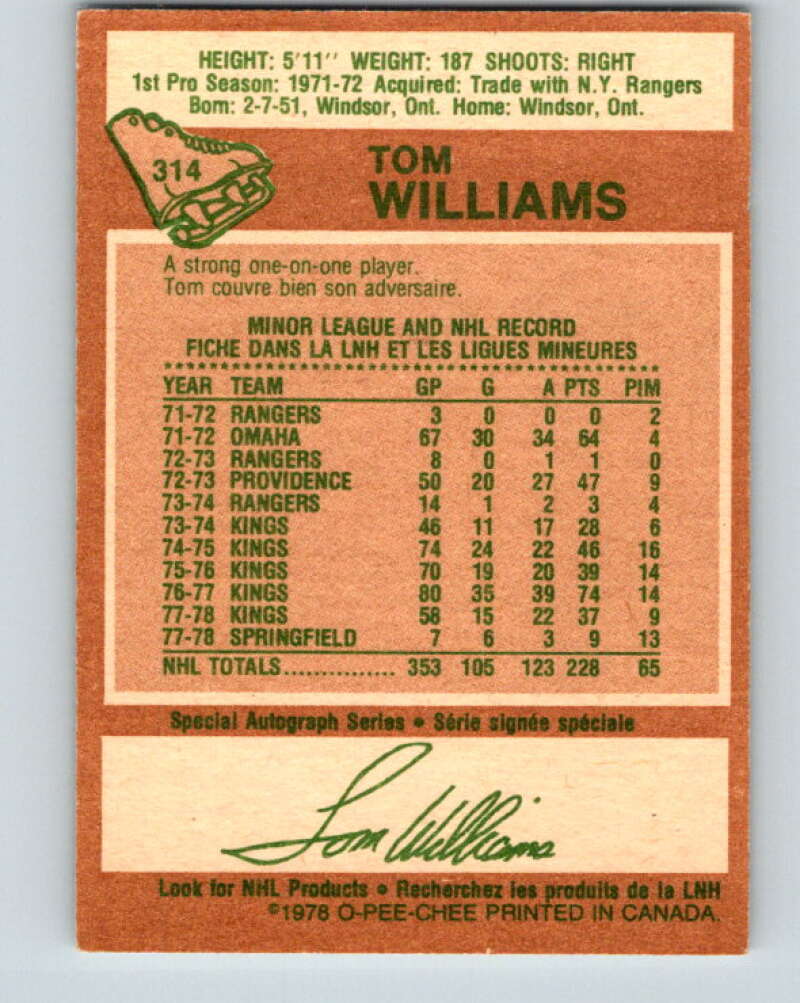 HEIGHT: 5'11" WEIGHT: 187 SHOOTS: RIGHT
1st Pro Season: 1971-72 Acquired: Trade with N.Y. Rangers
Born: 2-7-51, Windsor, Ont. Home: Windsor, Ont.
314
TOM
WILLIAMS
A strong one-on-one player.
Tom couvre bien son adversaire.
MINOR LEAGUE AND NHL RECORD
FICHE DANS LA LNH ET LES LIGUES MINEURES
YEAR TEAM GP G A PTS PIM
71-72 RANGERS 3 0 0 0 2
71-72 OMAHA 67 30 34 64 4
72-73 RANGERS 8 0 1 1 0
72-73 PROVIDENCE 50 20 27 47 9
73-74 RANGERS 14 1 2 3 4
73-74 KINGS 46 11 17 28 6
74-75 KINGS 74 24 22 46 16
75-76 KINGS 70 19 20 39 14
76-77 KINGS 80 35 39 74 14
77-78 KINGS 58 15 22 37 9
77-78 SPRINGFIELD 7 6 3 9 13
NHL TOTALS................ 353 105 123 228 65
Special Autograph Series • Série signée spéciale
Tom Williams
Look for NHL Products • Recherchez les produits de la LNH
©1978 O-PEE-CHEE PRINTED IN CANADA.